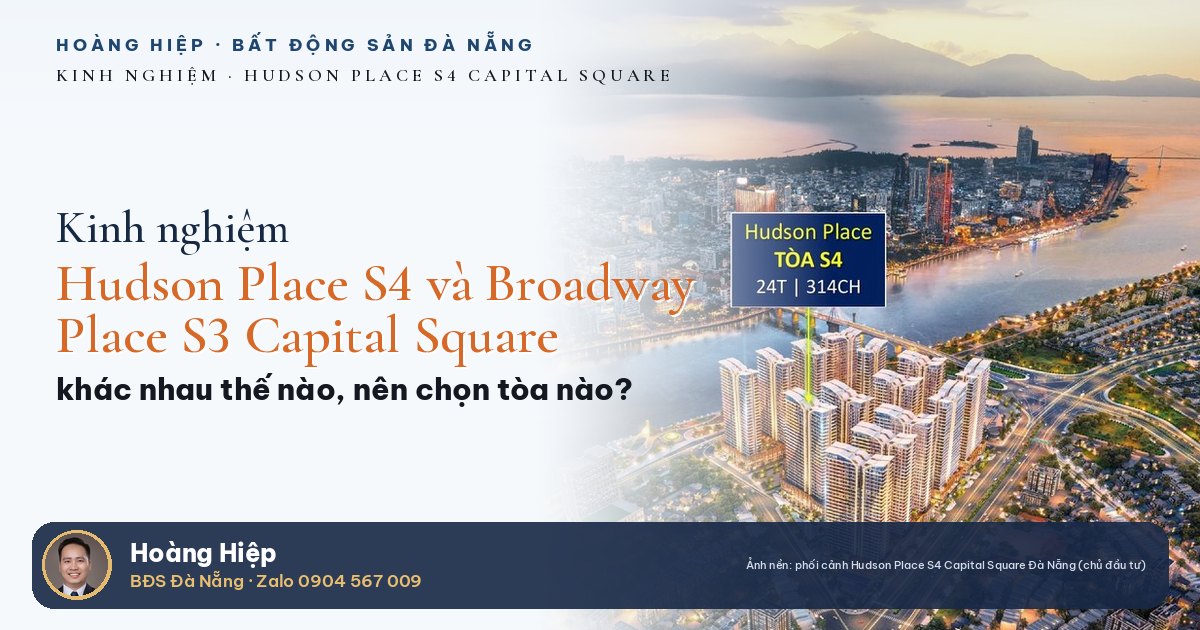 HOÀNG HIỆP · BẤT ĐỘNG SẢN ĐÀ NẴNG
KINH NGHIỆM · HUDSON PLACE S4 CAPITAL SQUARE
Kinh nghiệm
Hudson Place S4 và Broadway
Place S3 Capital Square
khác nhau thế nào, nên chọn tòa nào?
Hudson Place
TÒA S4
24T | 314CH
Hoàng Hiệp
BĐS Đà Nẵng · Zalo 0904 567 009
Ảnh nền: phối cảnh Hudson Place S4 Capital Square Đà Nẵng (chủ đầu tư)